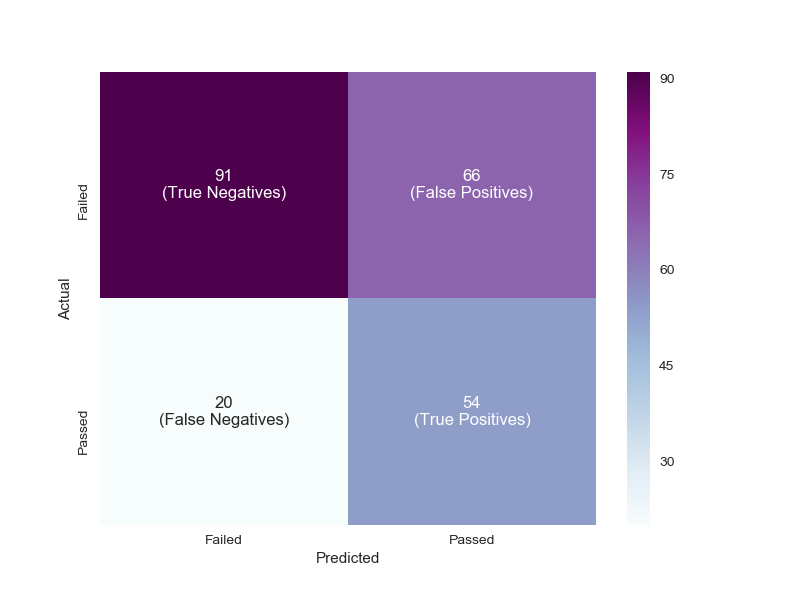 91
(True Negatives)
66
(False Positives)
20
(False Negatives)
54
(True Positives)
Failed
Passed
Actual
Failed
Passed
Predicted
90
75
60
45
30